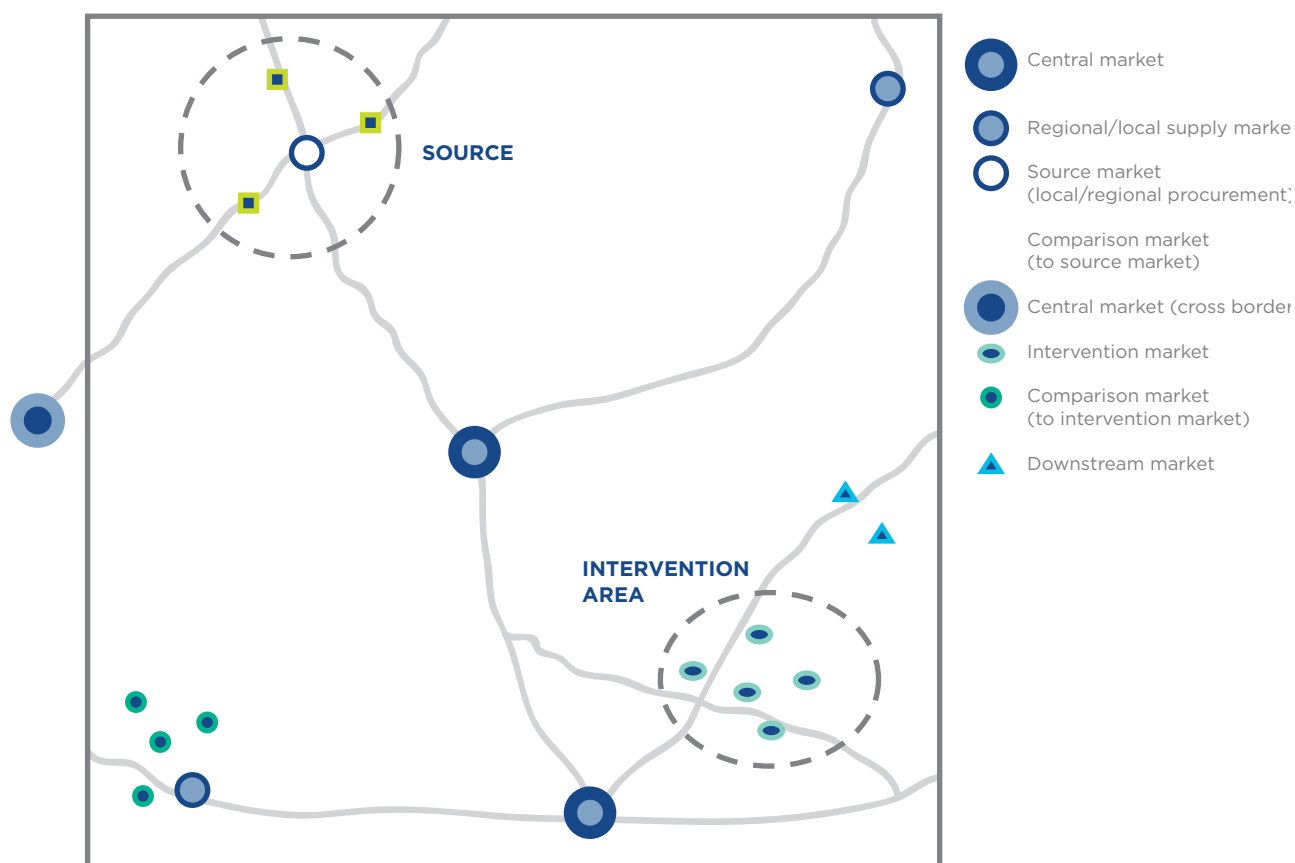 SOURCE
INTERVENTION
AREA
Central market
Regional/local supply marke
Source market
(local/regional procurement)
Comparison market
(to source market)
Central market (cross border
Intervention market
Comparison market
(to intervention market)
Downstream market